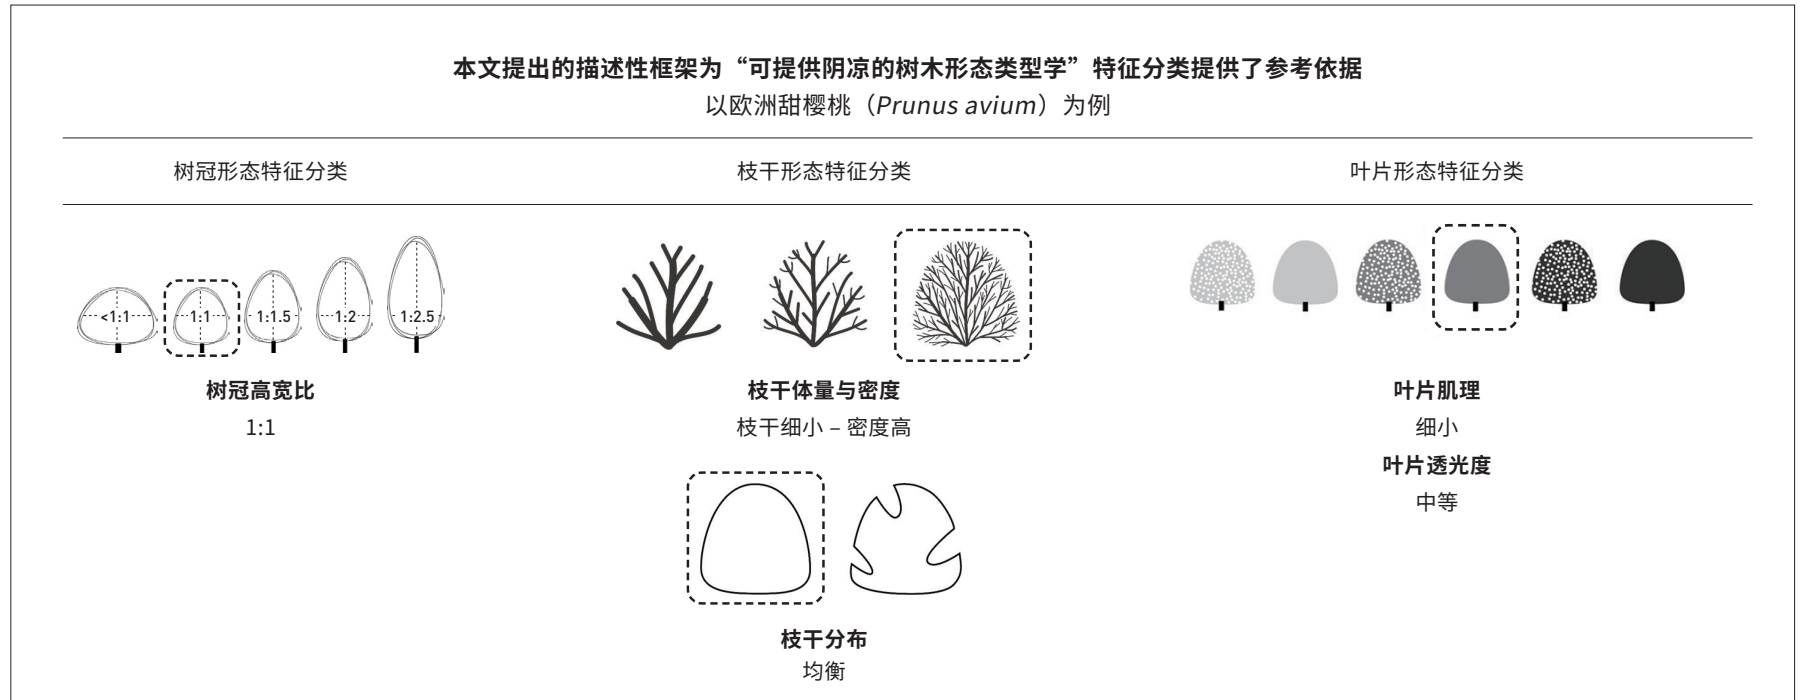 本文提出的描述性框架为“可提供阴凉的树木形态类型学”特征分类提供了参考依据
以欧洲甜樱桃（Prunus avium）为例
树冠形态特征分类
枝干形态特征分类
叶片形态特征分类
<1:1
1:1
1:1.5
1:2
1:2.5
树冠高宽比
1:1
枝干体量与密度
枝干细小 – 密度高
枝干分布
均衡
叶片肌理
细小
叶片透光度
中等